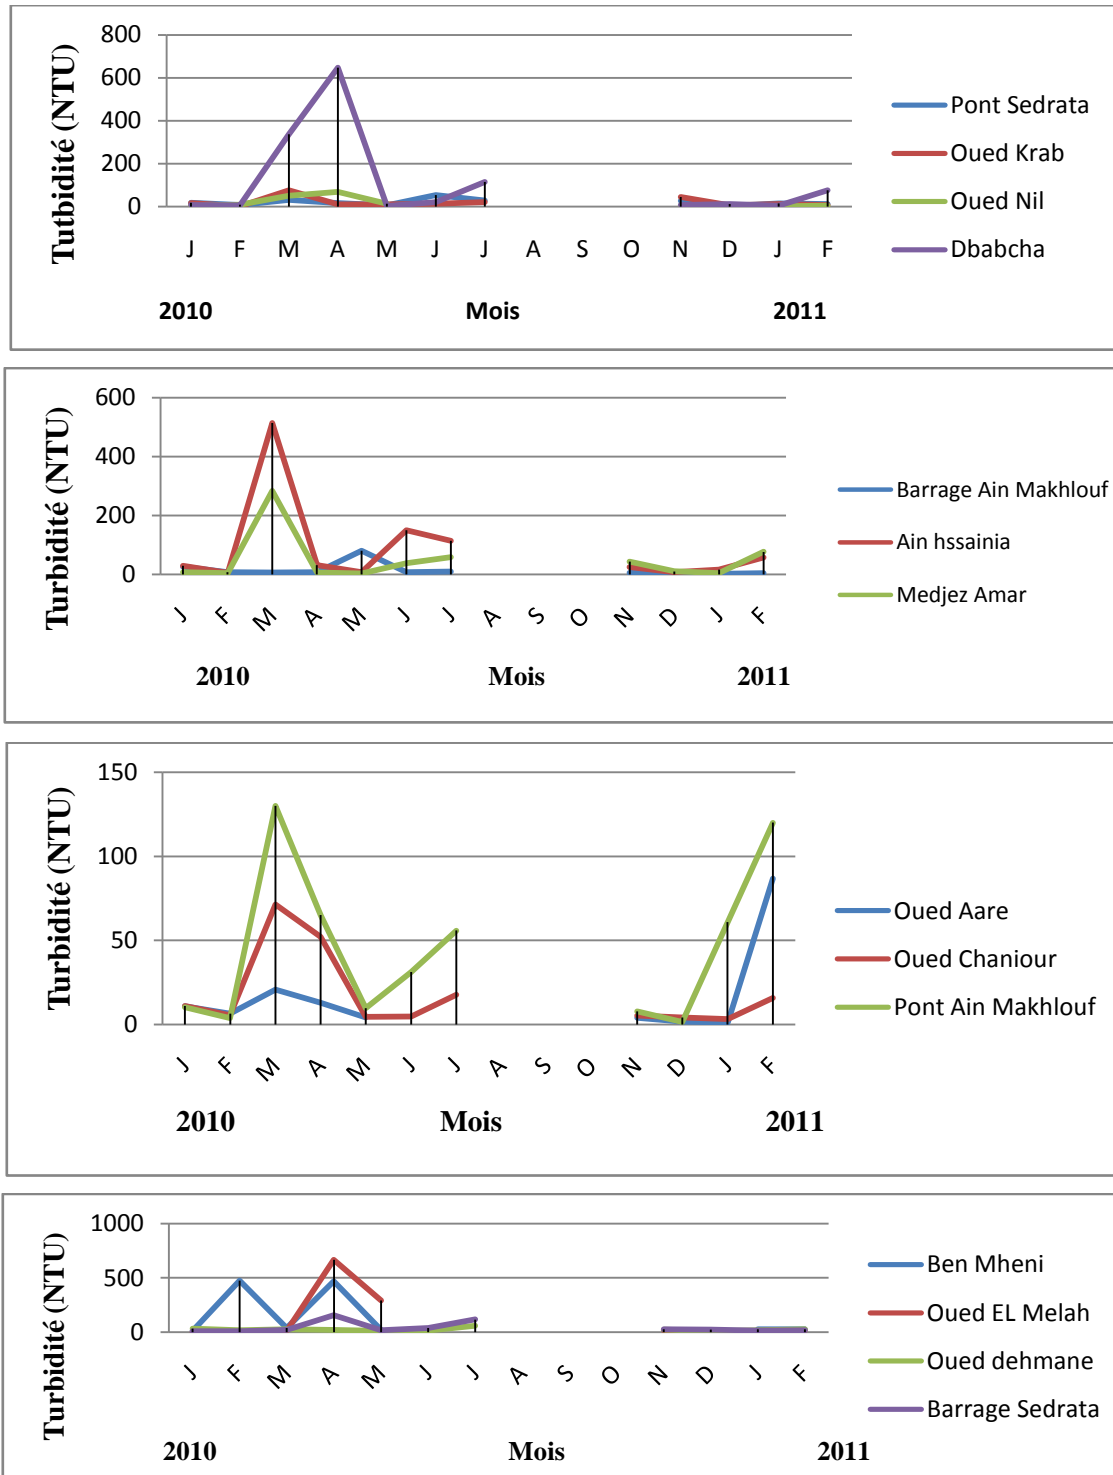 Tutbidité (NTU)
800
600
400
200
0
J F M A M J J A S O N D J F
2010 Mois 2011
Pont Sedrata
Oued Krab
Oued Nil
Dbabcha
Turbidité (NTU)
600
400
200
0
J F M A M J J A S O N D J F
2010 Mois 2011
Barrage Ain Makhlouf
Ain hssainia
Medjez Amar
Turbidité (NTU)
150
100
50
0
J F M A M J J A S O N D J F
2010 Mois 2011
Oued Aare
Oued Chaniour
Pont Ain Makhlouf
Turbidité (NTU)
1000
500
0
J F M A M J J A S O N D J F
2010 Mois 2011
Ben Mheni
Oued EL Melah
Oued dehmane
Barrage Sedrata